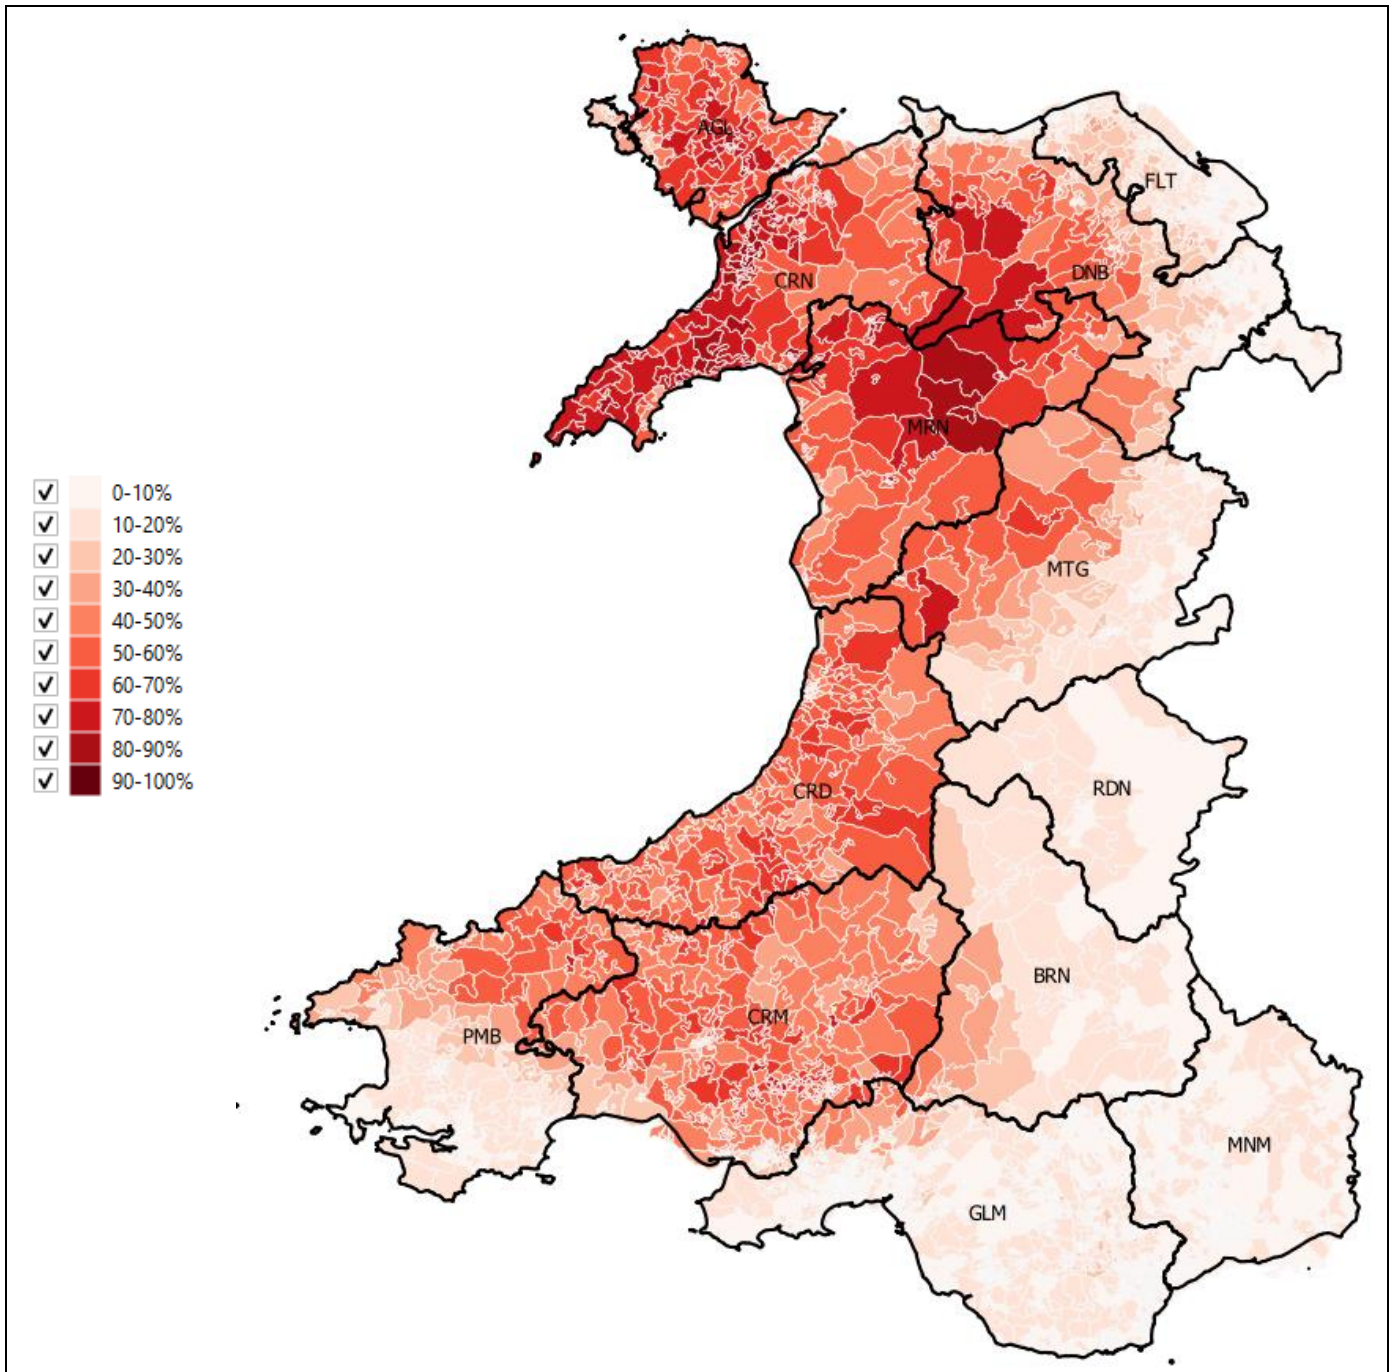 AGL
FLT
CRN
DNB
MRN
0-10%
10-20%
20-30%
30-40%
40-50%
50-60%
60-70%
70-80%
80-90%
90-100%
MTG
CRD
RDN
BRN
CRM
PMB
MNM
GLM